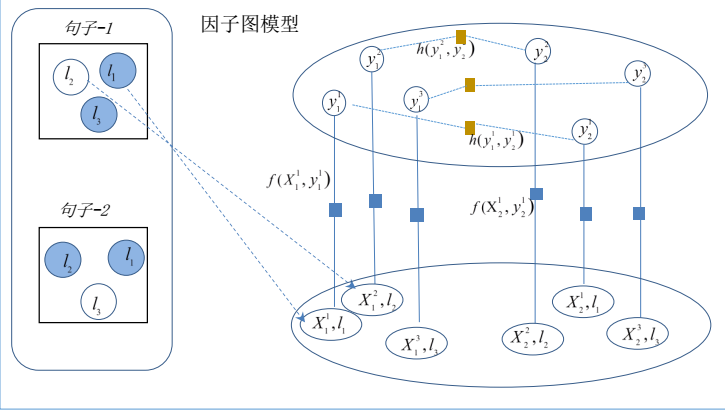 因子图模型
句子-1
l_2
l_1
l_3
句子-2
l_2
l_1
l_3
y_1^2
h(y_1^2, y_2^2)
y_2^2
y_2^3
y_1^1
y_1^3
y_2^1
h(y_1^1, y_2^1)
f(X_1^1, y_1^1)
f(X_2^1, y_2^1)
X_1^2, l_2
X_2^1, l_1
X_1^1, l_1
X_1^3, l_3
X_2^2, l_2
X_2^3, l_3